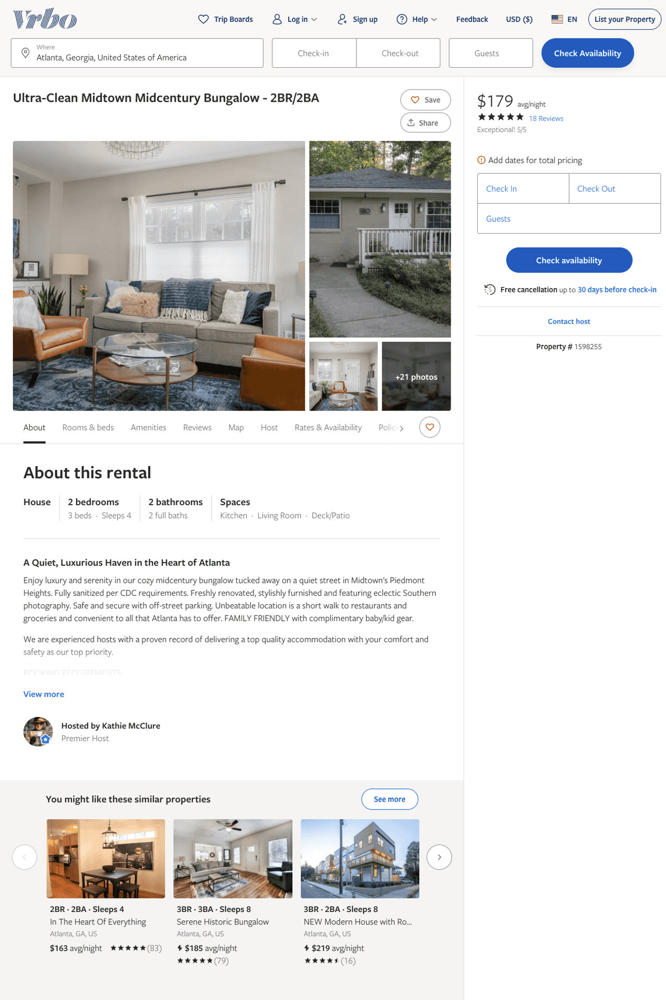 Vrbo
Trip Boards
Log in
Sign up
Help
Feedback
USD ($)
EN
List your Property
Where
Atlanta, Georgia, United States of America
Check-in
Check-out
Guests
Check Availability
Ultra-Clean Midtown Midcentury Bungalow - 2BR/2BA
Save
Share
1810
+21 photos
$179 avg/night
18 Reviews
Exceptional! 5/5
Add dates for total pricing
Check In
Check Out
Guests
Check availability
Free cancellation up to 30 days before check-in
Contact host
Property # 1598255
About
Rooms & beds
Amenities
Reviews
Map
Host
Rates & Availability
Polici
About this rental
House
2 bedrooms
3 beds · Sleeps 4
2 bathrooms
2 full baths
Spaces
Kitchen · Living Room · Deck/Patio
A Quiet, Luxurious Haven in the Heart of Atlanta
Enjoy luxury and serenity in our cozy midcentury bungalow tucked away on a quiet street in Midtown's Piedmont
Heights. Fully sanitized per CDC requirements. Freshly renovated, stylishly furnished and featuring eclectic Southern
photography. Safe and secure with off-street parking. Unbeatable location is a short walk to restaurants and
groceries and convenient to all that Atlanta has to offer. FAMILY FRIENDLY with complimentary baby/kid gear.
We are experienced hosts with a proven record of delivering a top quality accommodation with your comfort and
safety as our top priority.
BOOKING REQUIREMENTS:
View more
Hosted by Kathie McClure
Premier Host
You might like these similar properties
See more
2BR · 2BA · Sleeps 4
In The Heart Of Everything
Atlanta, GA, US
$163 avg/night
(83)
3BR · 3BA · Sleeps 8
Serene Historic Bungalow
Atlanta, GA, US
$185 avg/night
(79)
3BR · 2BA · Sleeps 8
NEW Modern House with Ro...
Atlanta, GA, US
$219 avg/night
(16)